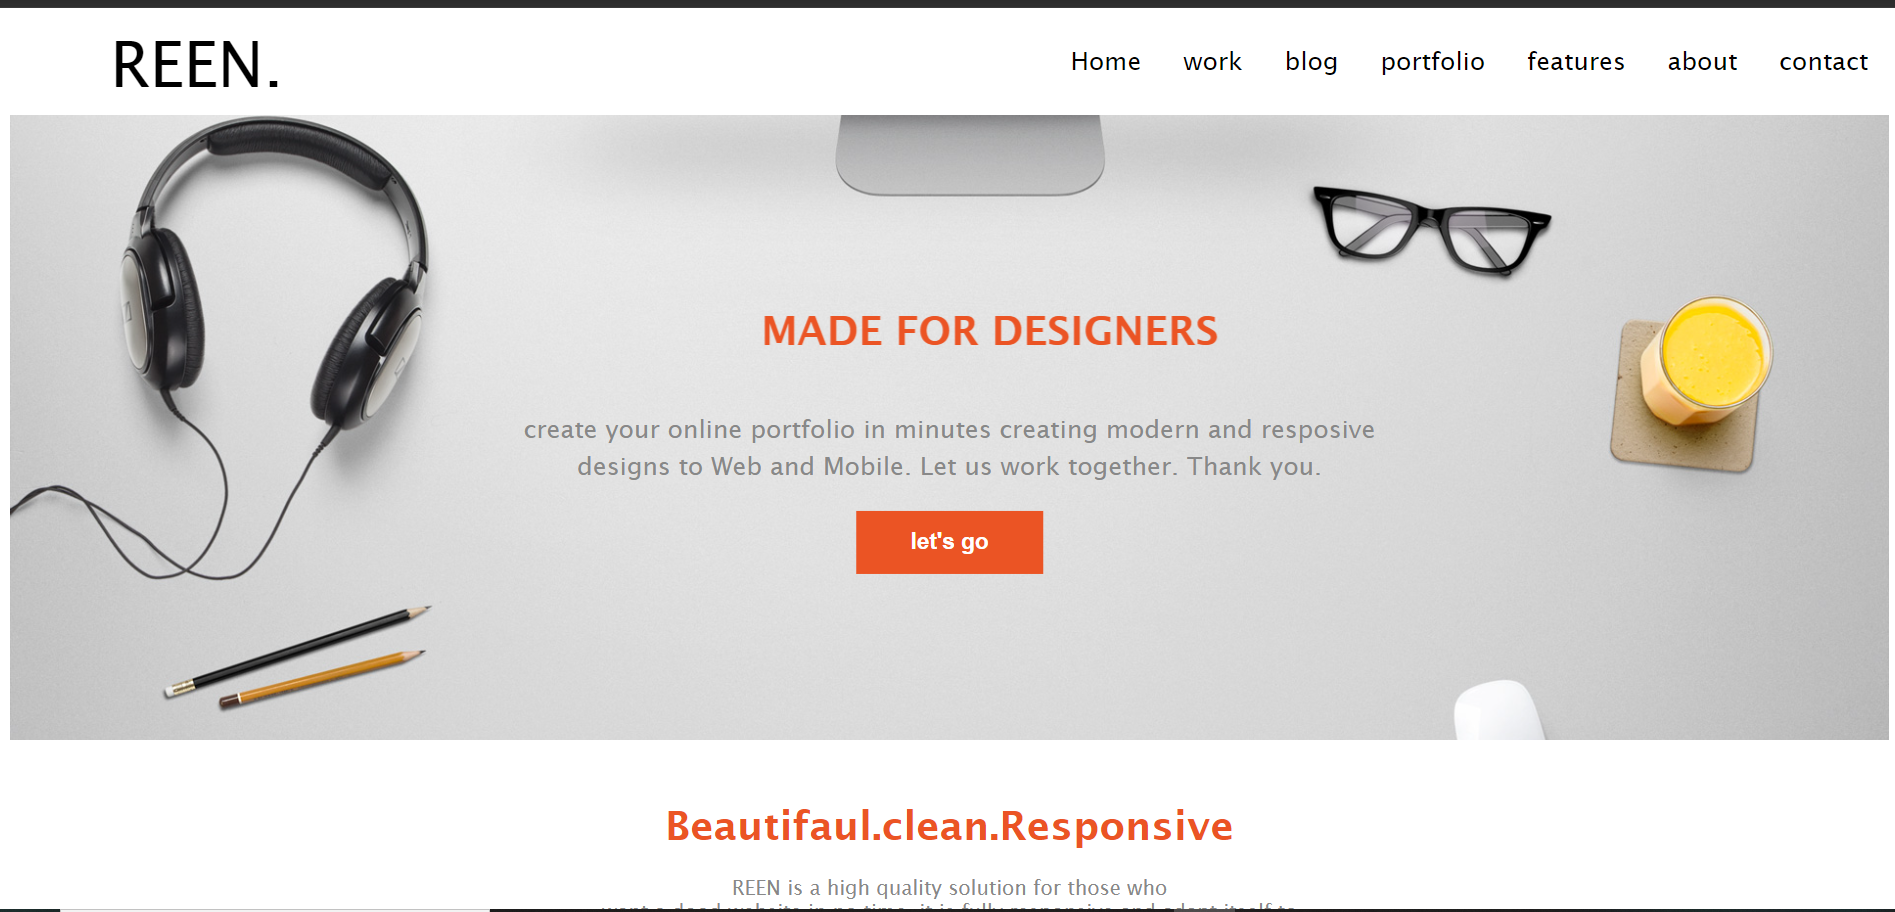 REEN.
Home work blog portfolio features about contact
MADE FOR DESIGNERS
create your online portfolio in minutes creating modern and resposive
designs to Web and Mobile. Let us work together. Thank you.
let's go
Beautifaul.clean.Responsive
REEN is a high quality solution for those who